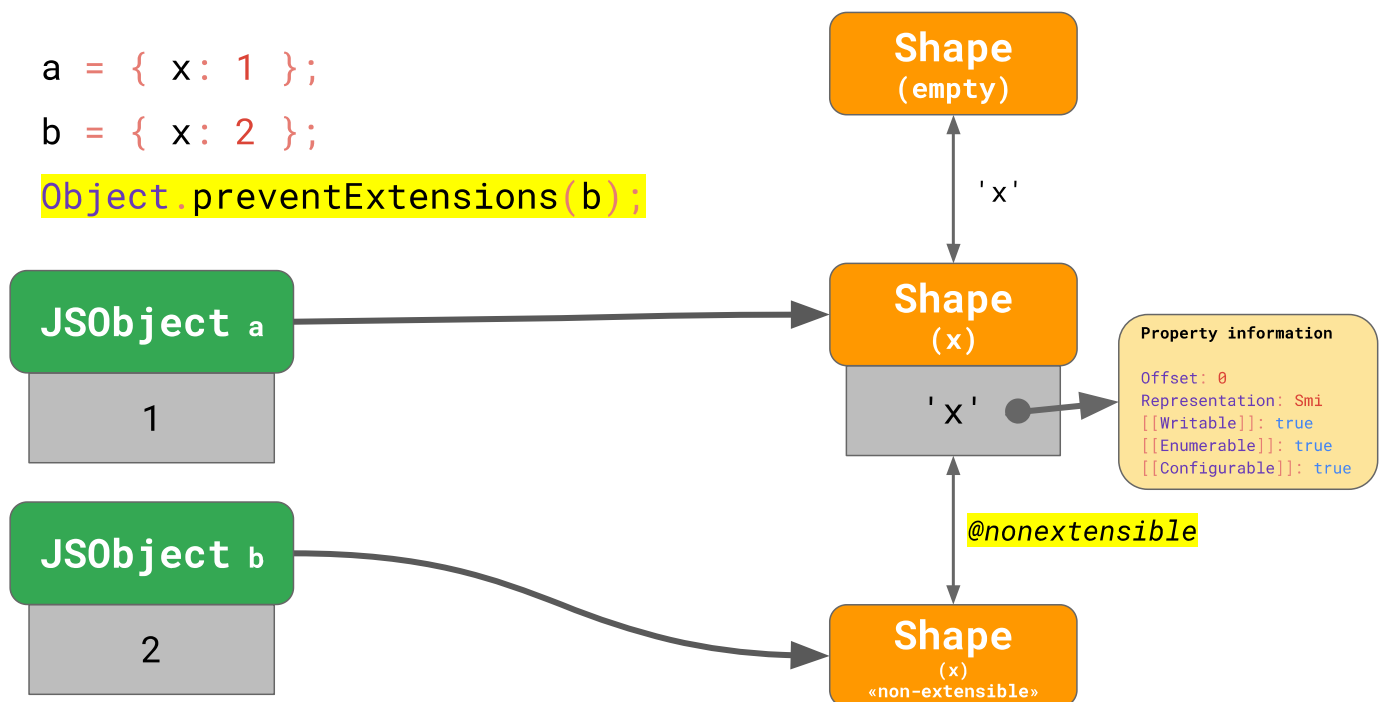 a = { x: 1 };
b = { x: 2 };
Object.preventExtensions(b);
Shape
(empty)
'x'
JSObject a
1
Shape
(x)
'x'
Property information
Offset: 0
Representation: Smi
[[Writable]]: true
[[Enumerable]]: true
[[Configurable]]: true
@nonextensible
JSObject b
2
Shape
(x)
«non-extensible»